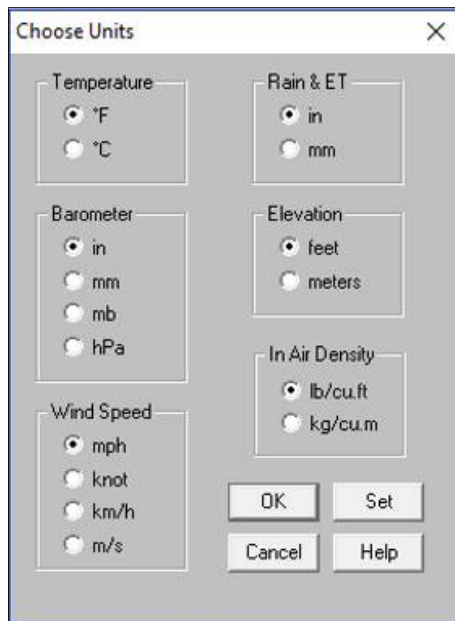 Choose Units
Temperature
°F
°C
Barometer
in
mm
mb
hPa
Wind Speed
mph
knot
km/h
m/s
Rain & ET
in
mm
Elevation
feet
meters
In Air Density
lb/cu.ft
kg/cu.m
OK
Set
Cancel
Help